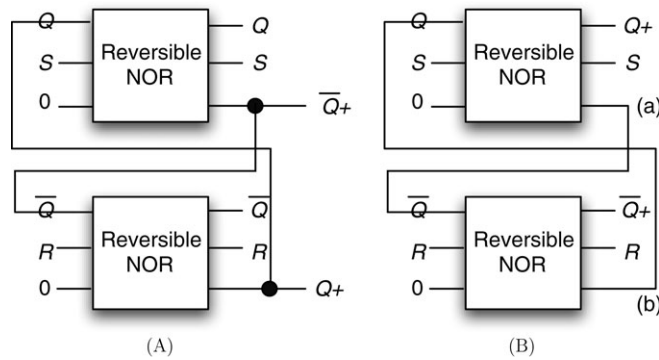 Q
Reversible
NOR
Q
S
S
0
Q̅+
Q̅
Reversible
NOR
Q̅
R
R
0
Q+
(A)
Q
Reversible
NOR
Q+
S
S
0
(a)
Q̅
Reversible
NOR
Q̅+
R
R
0
(b)
(B)